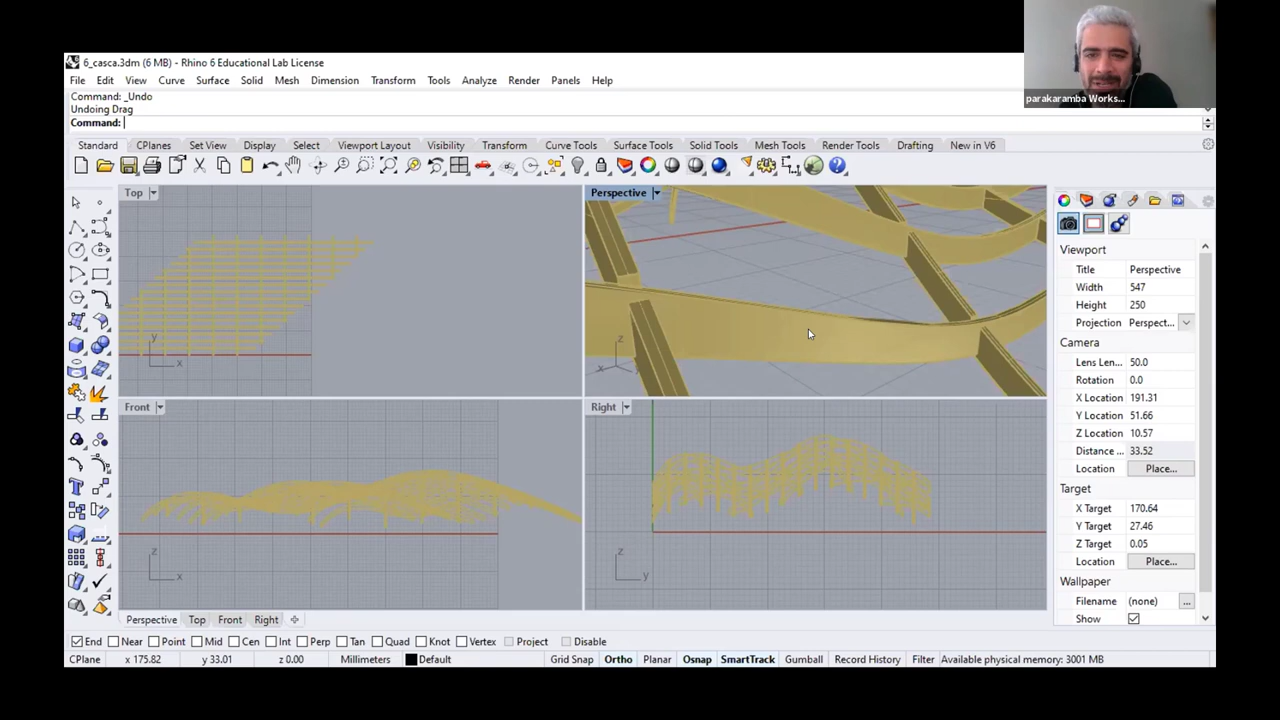 parakaramba Works...
6_casca.3dm (6 MB) - Rhino 6 Educational Lab License
File Edit View Curve Surface Solid Mesh Dimension Transform Tools Analyze Render Panels Help
Command: _Undo
Undoing Drag
Command:
Standard CPlanes Set View Display Select Viewport Layout Visibility Transform Curve Tools Surface Tools Solid Tools Mesh Tools Render Tools Drafting New in V6
Top
Perspective
y
x
z
x
Viewport
Title Perspective
Width 547
Height 250
Projection Perspect...
Camera
Lens Len... 50.0
Rotation 0.0
X Location 191.31
Y Location 51.66
Z Location 10.57
Distance ... 33.52
Location Place...
Target
X Target 170.64
Y Target 27.46
Z Target 0.05
Location Place...
Wallpaper
Filename (none) ...
Show
Front
Right
z
x
z
y
Perspective Top Front Right
End Near Point Mid Cen Int Perp Tan Quad Knot Vertex Project Disable
CPlane x 175.82 y 33.01 z 0.00 Millimeters Default Grid Snap Ortho Planar Osnap SmartTrack Gumball Record History Filter Available physical memory: 3001 MB